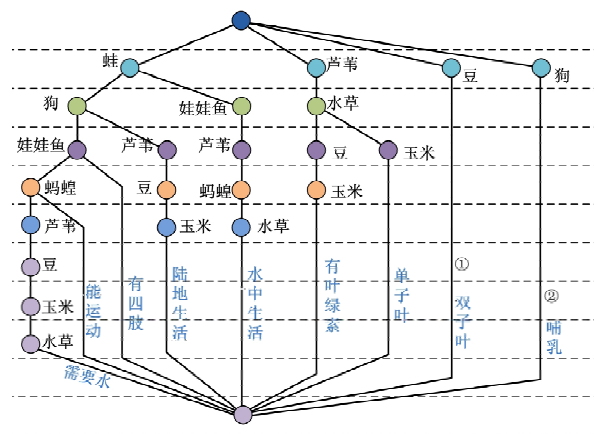 蛙
芦苇
豆
狗
狗
娃娃鱼
水草
娃娃鱼
芦苇
芦苇
豆
玉米
蚂蝗
豆
蚂蝗
玉米
芦苇
玉米
水草
豆
玉米
水草
需要水
能运动
有四肢
陆地生活
水中生活
有叶绿素
单子叶
①
双子叶
②
哺乳